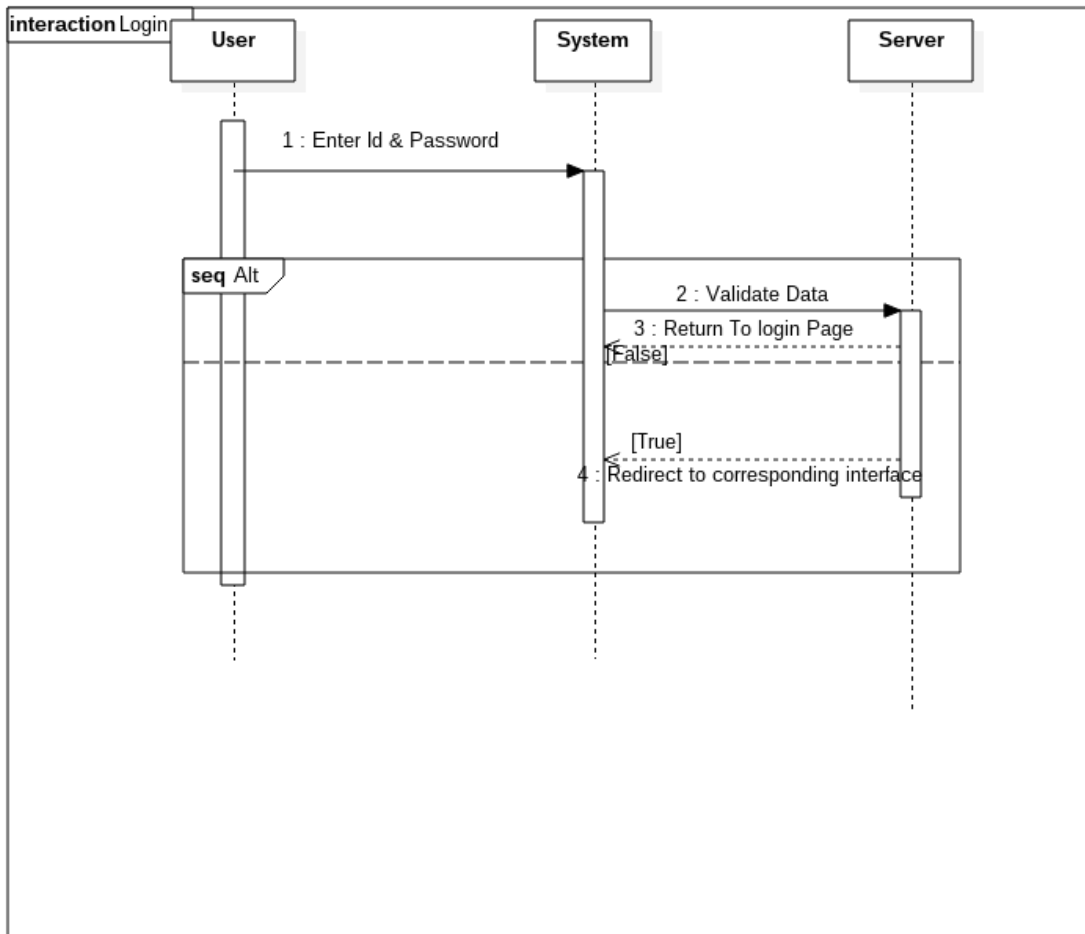 interaction Login
User
System
Server
1 : Enter Id & Password
seq Alt
2 : Validate Data
3 : Return To login Page
[False]
[True]
4 : Redirect to corresponding interface